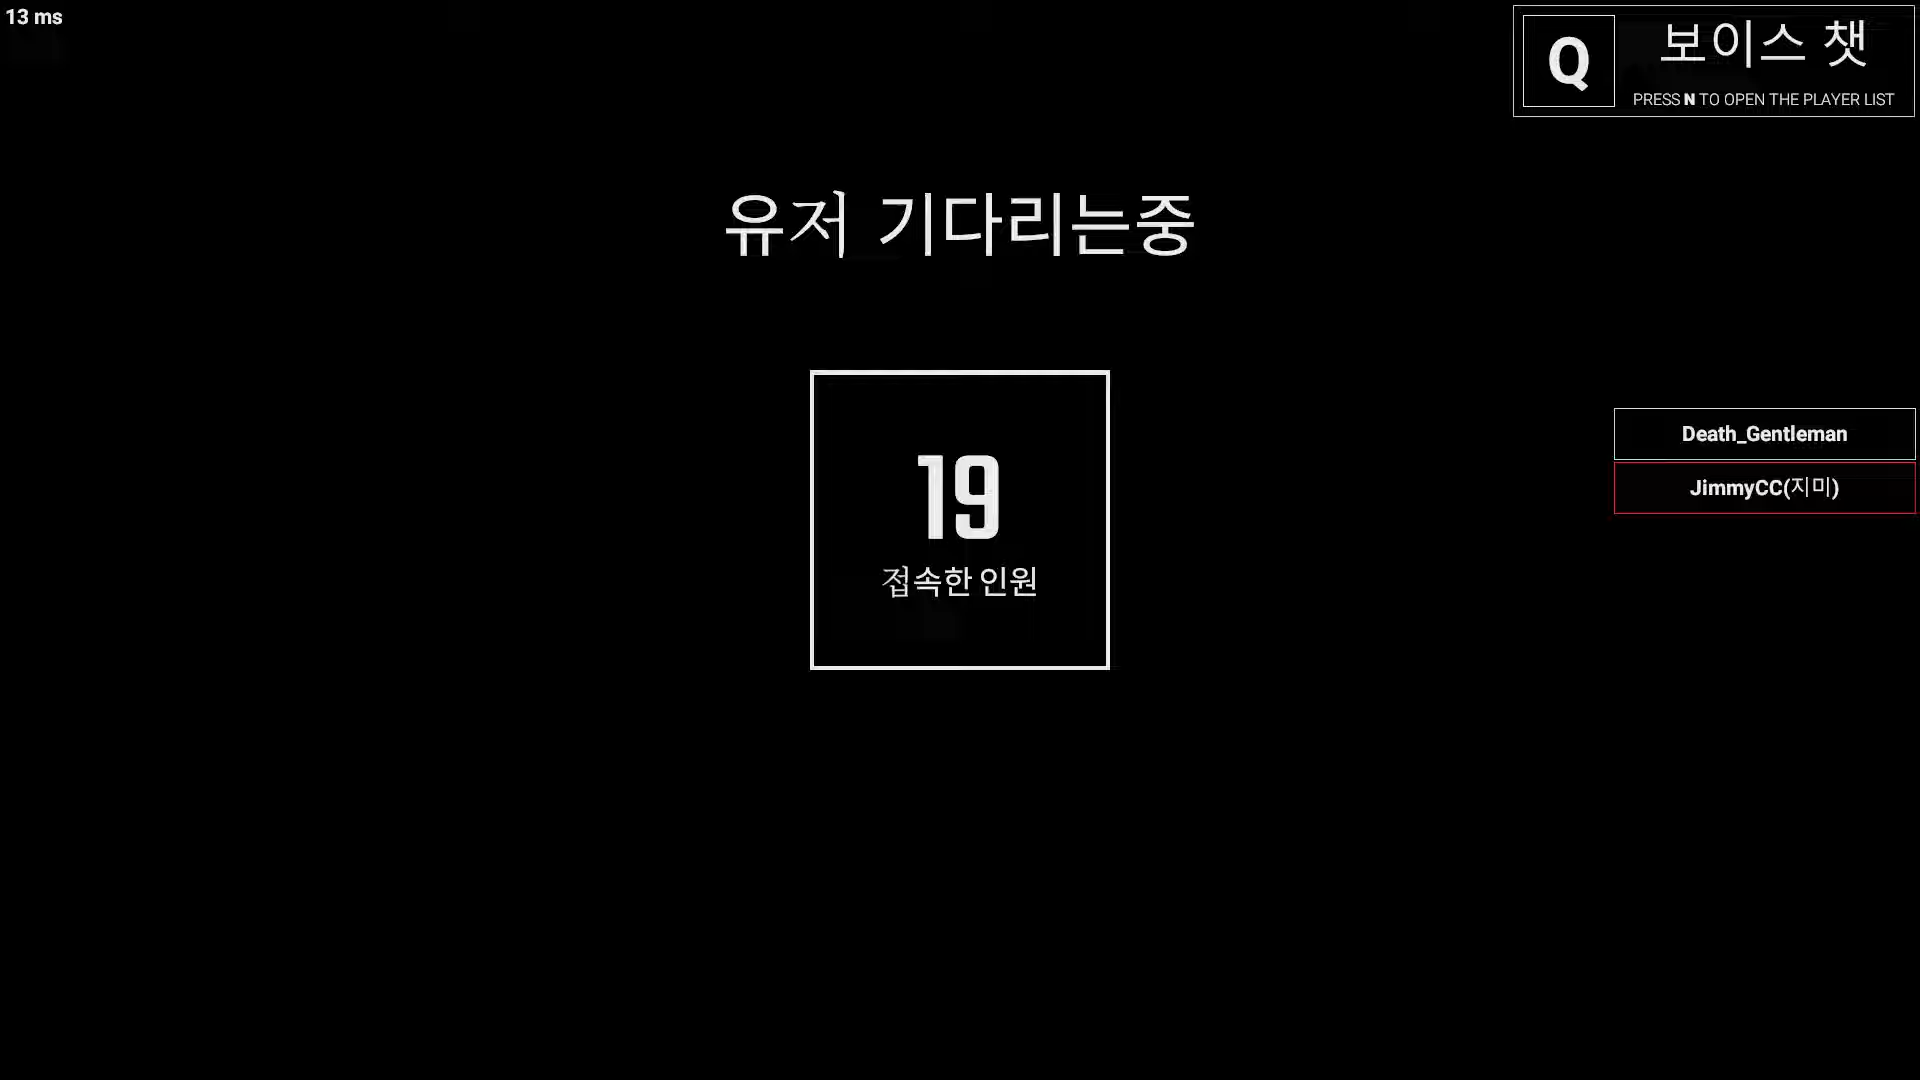 13 ms
Q
보이스 챗
PRESS N TO OPEN THE PLAYER LIST
유저 기다리는중
19
접속한 인원
Death_Gentleman
JimmyCC(지미)